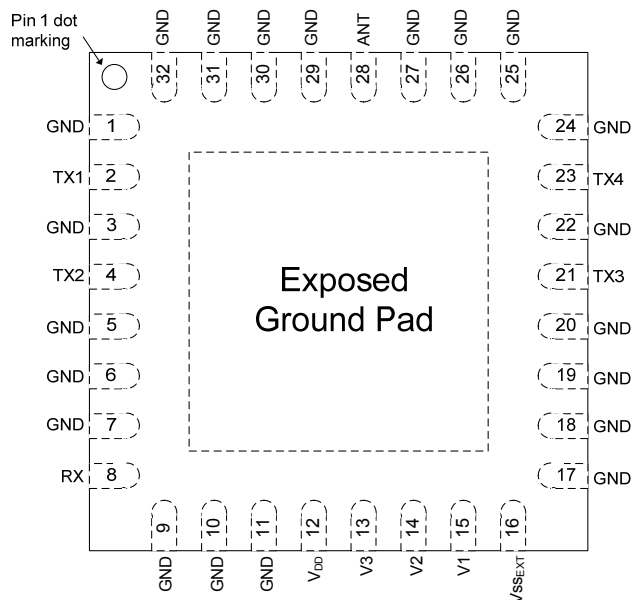 Pin 1 dot
marking
GND GND GND GND ANT GND GND GND
32 31 30 29 28 27 26 25
GND 1 24 GND
TX1 2 23 TX4
GND 3 22 GND
TX2 4 21 TX3
GND 5 20 GND
GND 6 19 GND
GND 7 18 GND
RX 8 17 GND
Exposed
Ground Pad
9 10 11 12 13 14 15 16
GND GND GND VDD V3 V2 V1 VSSEXT